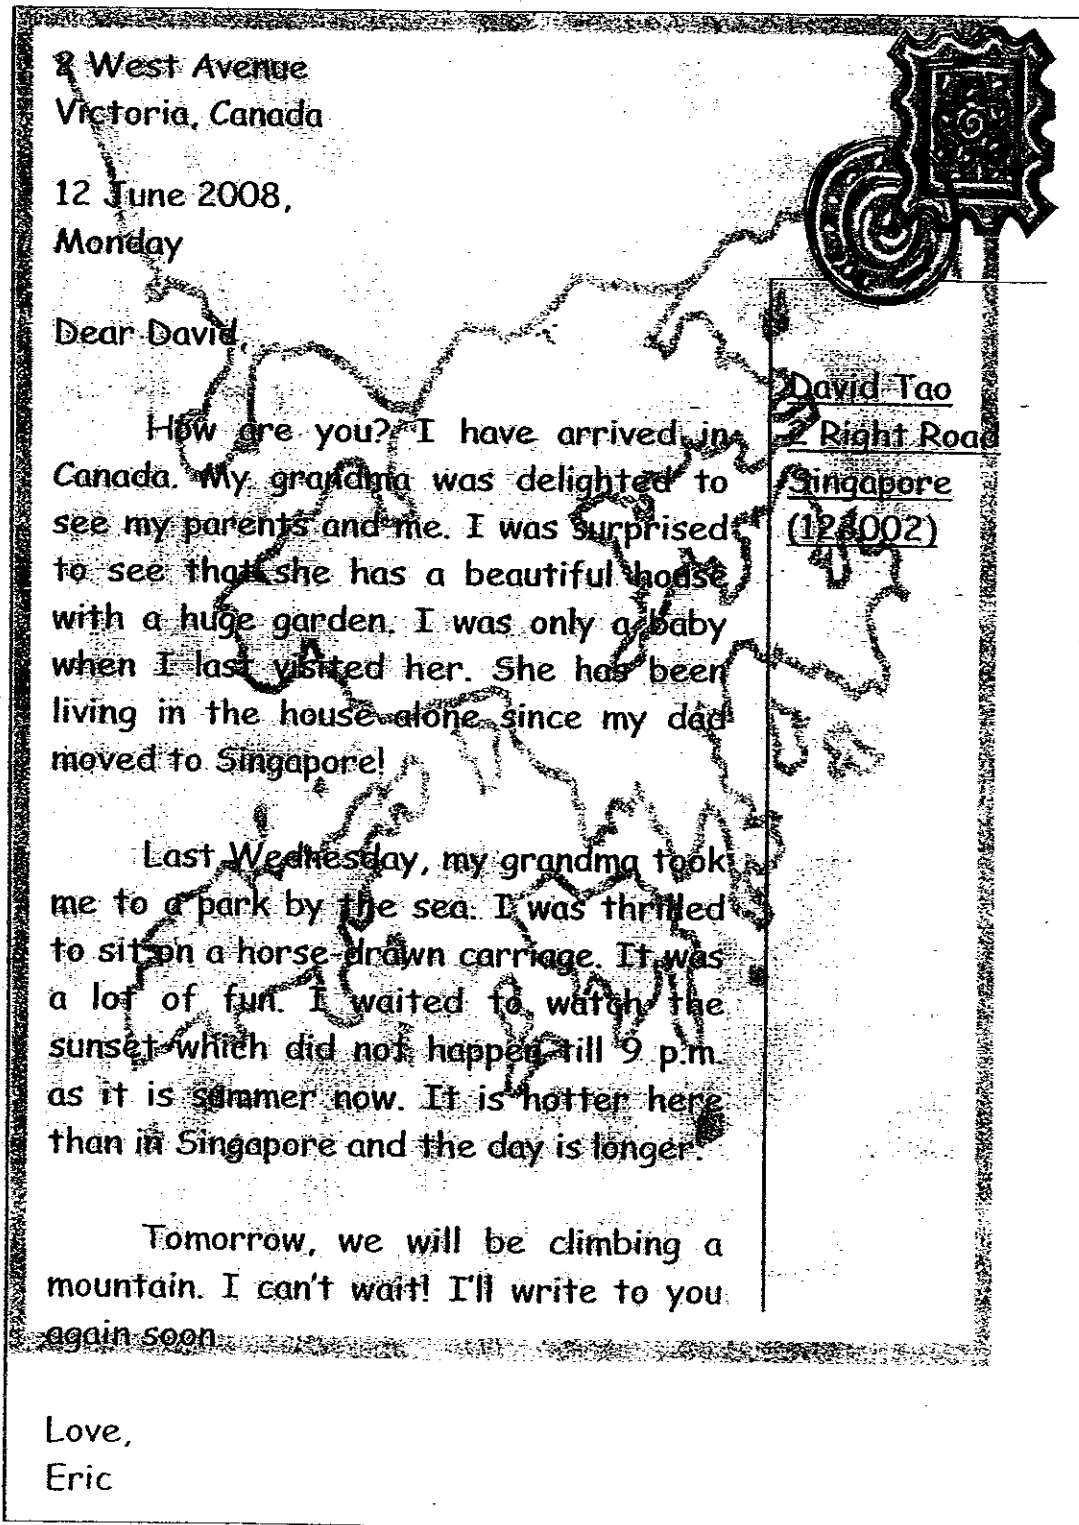 8 West Avenue
Victoria, Canada
12 June 2008,
Monday
Dear David,
How are you? I have arrived in
Canada. My grandma was delighted to
see my parents and me. I was surprised
to see that she has a beautiful house
with a huge garden. I was only a baby
when I last visited her. She has been
living in the house alone since my dad
moved to Singapore!
Last Wednesday, my grandma took
me to a park by the sea. I was thrilled
to sit on a horse-drawn carriage. It was
a lot of fun. I waited to watch the
sunset which did not happen till 9 p.m.
as it is summer now. It is hotter here
than in Singapore and the day is longer.
Tomorrow, we will be climbing a
mountain. I can't wait! I'll write to you
again soon
Love,
Eric
David Tao
2 Right Road
Singapore